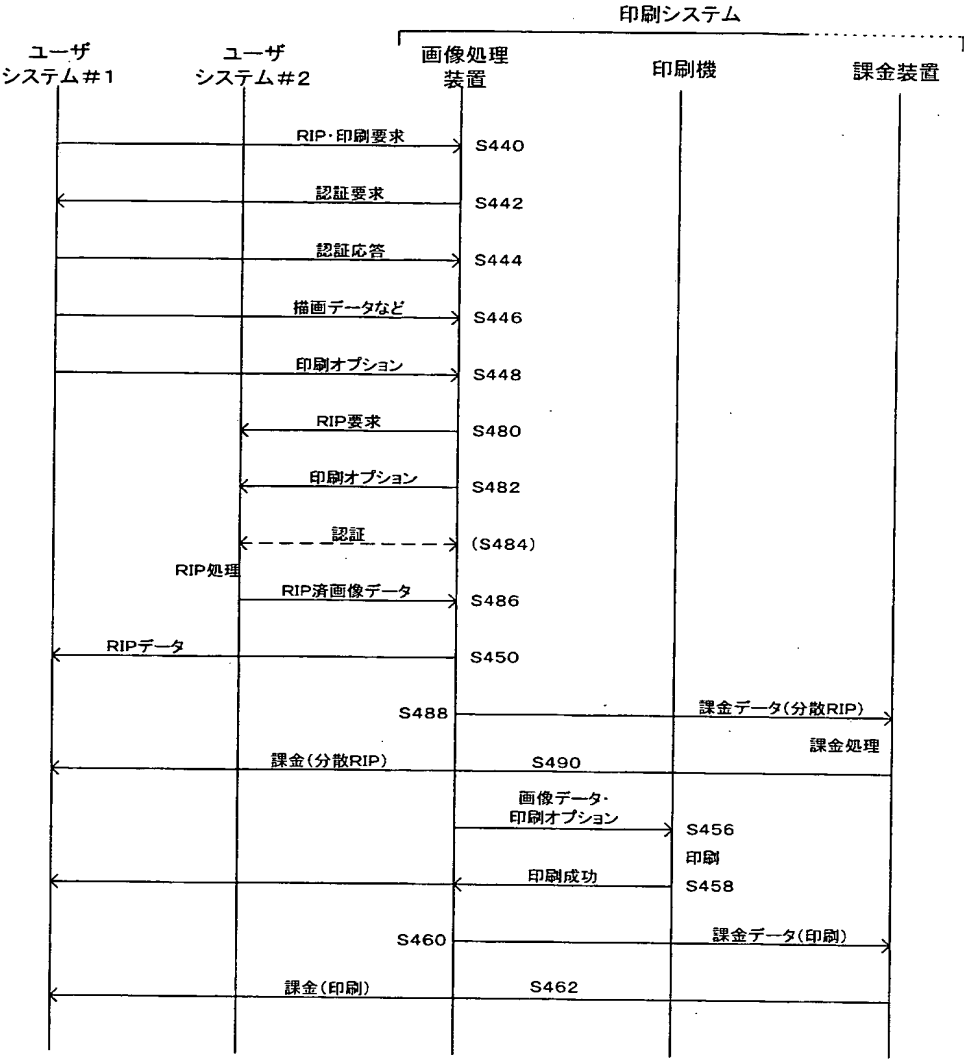 印刷システム
ユーザ
システム#1
ユーザ
システム#2
画像処理
装置
印刷機
課金装置
RIP・印刷要求
S440
認証要求
S442
認証応答
S444
描画データなど
S446
印刷オプション
S448
RIP要求
S480
印刷オプション
S482
認証
(S484)
RIP処理
RIP済画像データ
S486
RIPデータ
S450
S488
課金データ(分散RIP)
課金処理
課金(分散RIP)
S490
画像データ・
印刷オプション
S456
印刷
印刷成功
S458
S460
課金データ(印刷)
課金(印刷)
S462